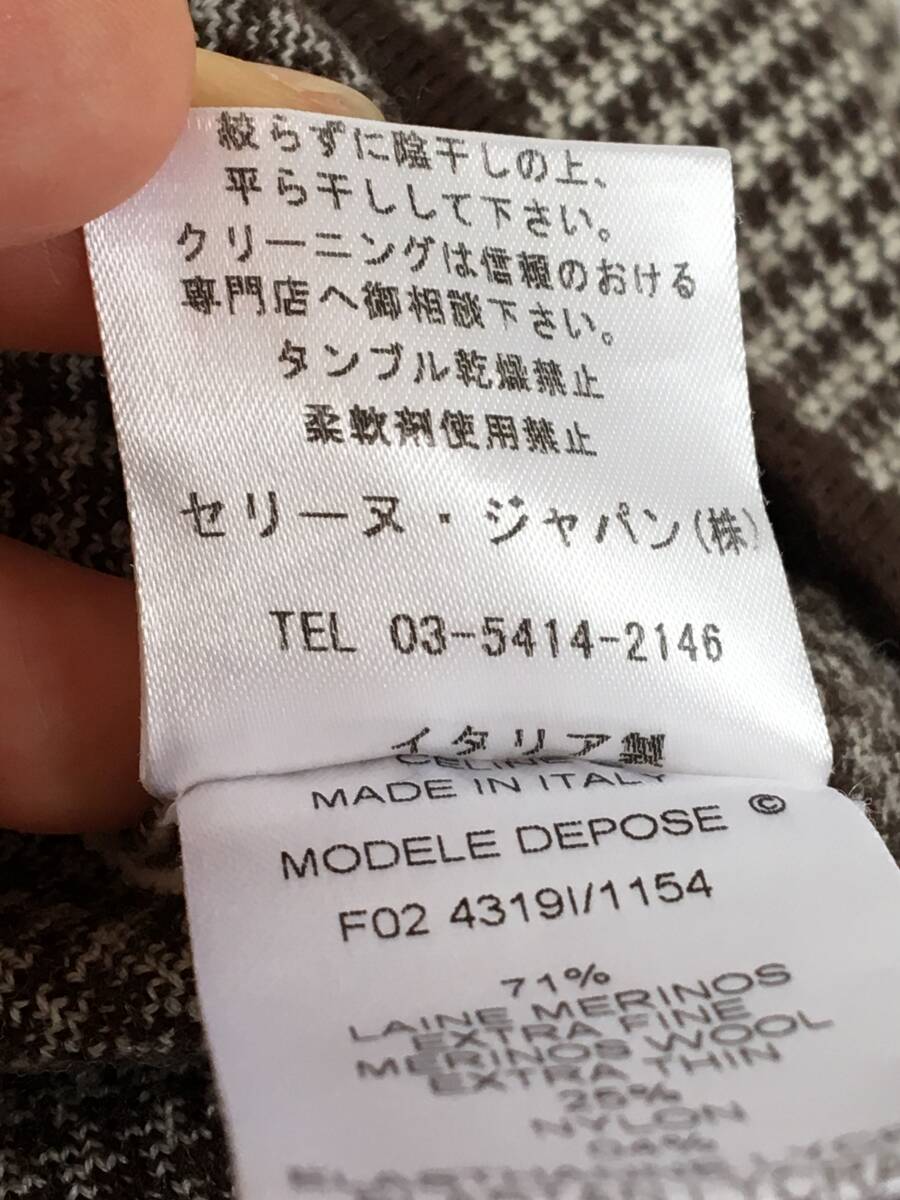 絞らずに陰干しの上、
平ら干しして下さい。
クリーニングは信頼のおける
専門店へ御相談下さい。
タンブル乾燥禁止
柔軟剤使用禁止
セリーヌ・ジャパン(株)
TEL 03-5414-2146
イタリア製
CELINE
MADE IN ITALY
MODELE DEPOSE ©
F02 4319I/1154
71%
LAINE MERINOS
EXTRA FINE
MERINOS WOOL
EXTRA THIN
25%
NYLON
04%